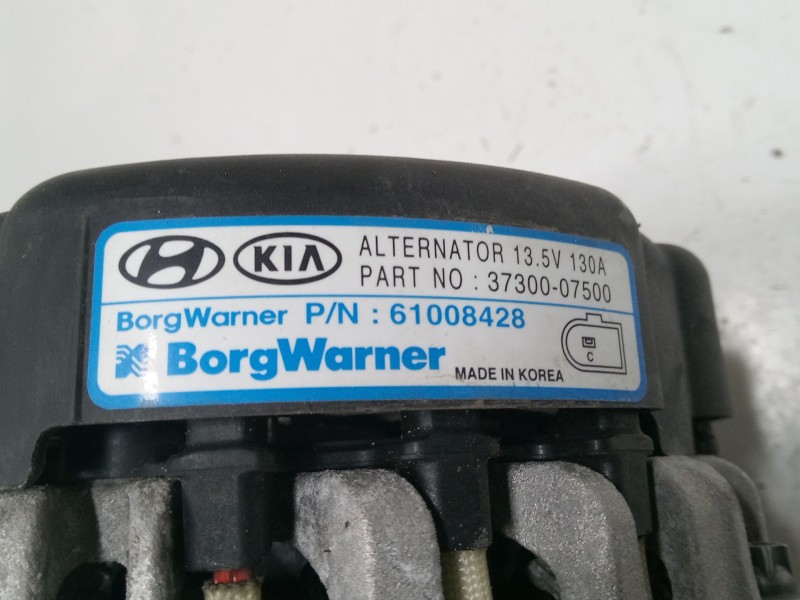 KIA
ALTERNATOR 13.5V 130A
PART NO : 37300-07500
BorgWarner P/N : 61008428
BorgWarner
MADE IN KOREA
C